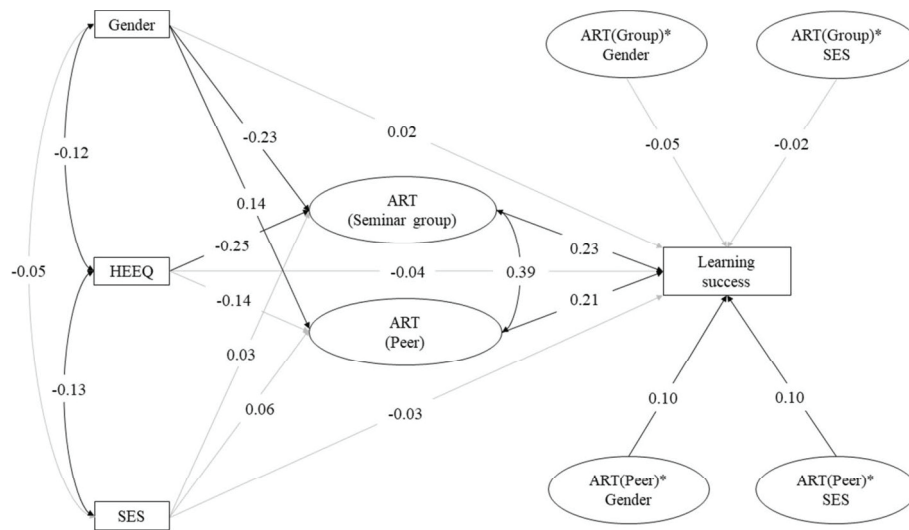 Gender
ART(Group)*
Gender
ART(Group)*
SES
-0.23
0.02
-0.05
-0.02
-0.12
0.14
ART
(Seminar group)
-0.25
0.23
-0.05
HEEQ
-0.04
0.39
Learning
success
-0.14
0.21
ART
(Peer)
0.03
-0.13
0.06
-0.03
0.10
0.10
SES
ART(Peer)*
Gender
ART(Peer)*
SES